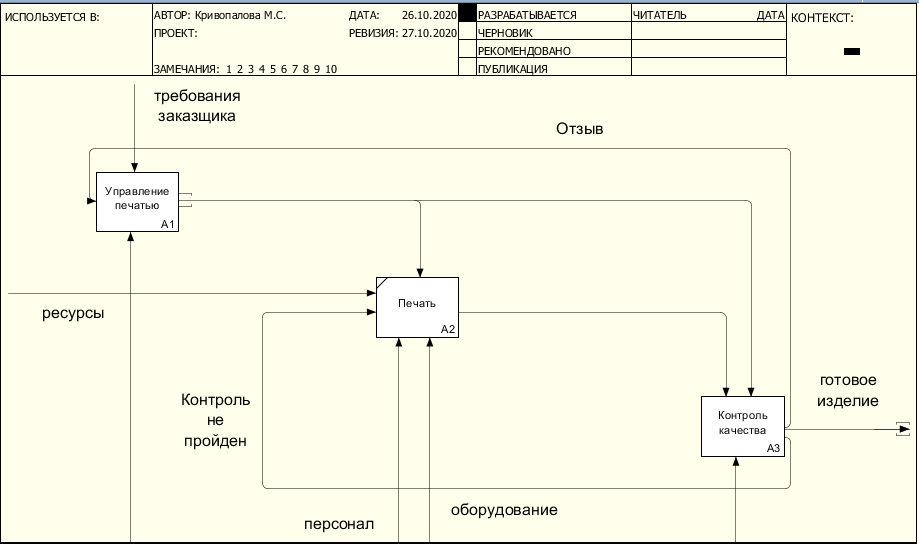 ИСПОЛЬЗУЕТСЯ В:
АВТОР: Кривопалова М.С.
ДАТА: 26.10.2020
РАЗРАБАТЫВАЕТСЯ
ЧИТАТЕЛЬ
ДАТА
КОНТЕКСТ:
ПРОЕКТ:
РЕВИЗИЯ: 27.10.2020
ЧЕРНОВИК
РЕКОМЕНДОВАНО
ЗАМЕЧАНИЯ: 1 2 3 4 5 6 7 8 9 10
ПУБЛИКАЦИЯ
требования
заказщика
Отзыв
Управление
печатью
A1
Печать
A2
ресурсы
Контроль
не
пройден
готовое
изделие
Контроль
качества
A3
оборудование
персонал